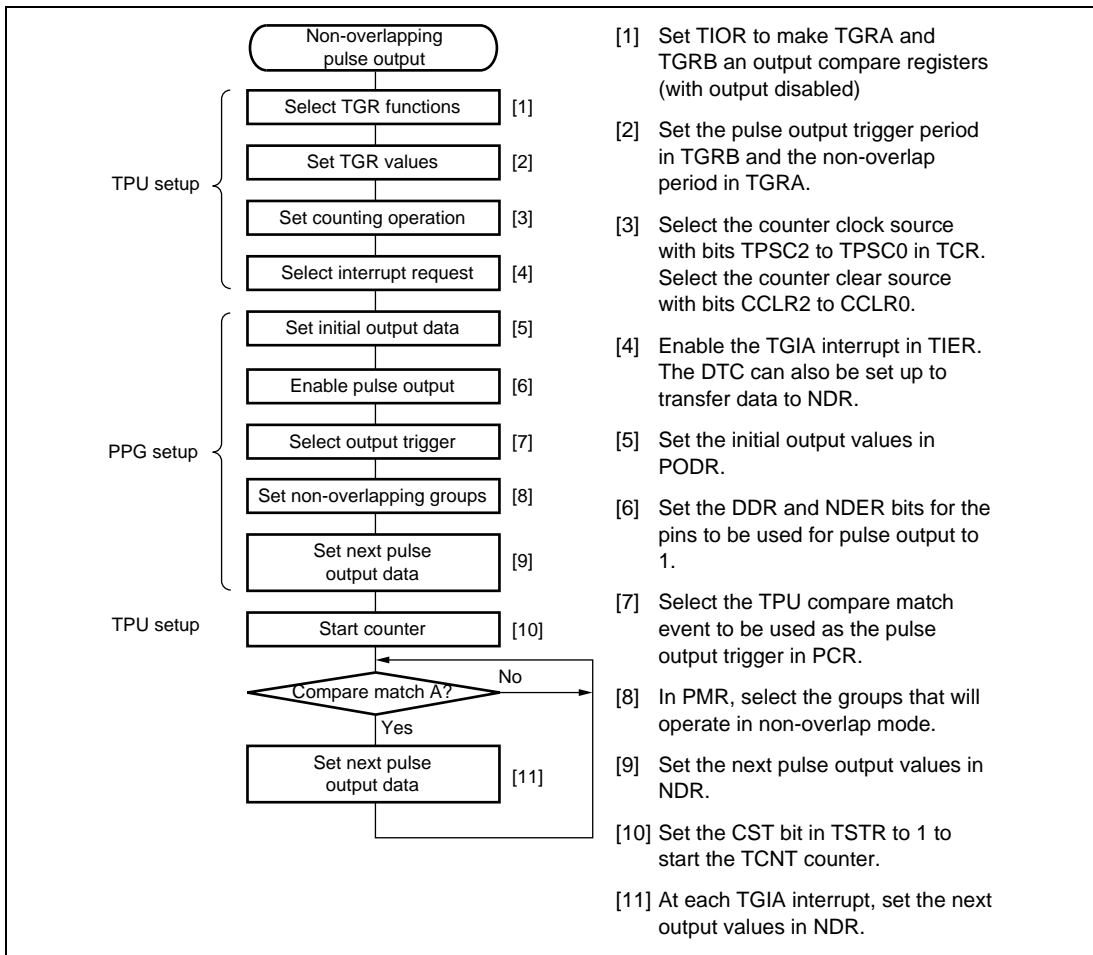 Non-overlapping
pulse output
TPU setup
Select TGR functions [1]
Set TGR values [2]
Set counting operation [3]
Select interrupt request [4]
PPG setup
Set initial output data [5]
Enable pulse output [6]
Select output trigger [7]
Set non-overlapping groups [8]
Set next pulse
output data
[9]
TPU setup
Start counter [10]
Compare match A?
No
Yes
Set next pulse
output data
[11]
[1] Set TIOR to make TGRA and
TGRB an output compare registers
(with output disabled)
[2] Set the pulse output trigger period
in TGRB and the non-overlap
period in TGRA.
[3] Select the counter clock source
with bits TPSC2 to TPSC0 in TCR.
Select the counter clear source
with bits CCLR2 to CCLR0.
[4] Enable the TGIA interrupt in TIER.
The DTC can also be set up to
transfer data to NDR.
[5] Set the initial output values in
PODR.
[6] Set the DDR and NDER bits for the
pins to be used for pulse output to
1.
[7] Select the TPU compare match
event to be used as the pulse
output trigger in PCR.
[8] In PMR, select the groups that will
operate in non-overlap mode.
[9] Set the next pulse output values in
NDR.
[10] Set the CST bit in TSTR to 1 to
start the TCNT counter.
[11] At each TGIA interrupt, set the next
output values in NDR.